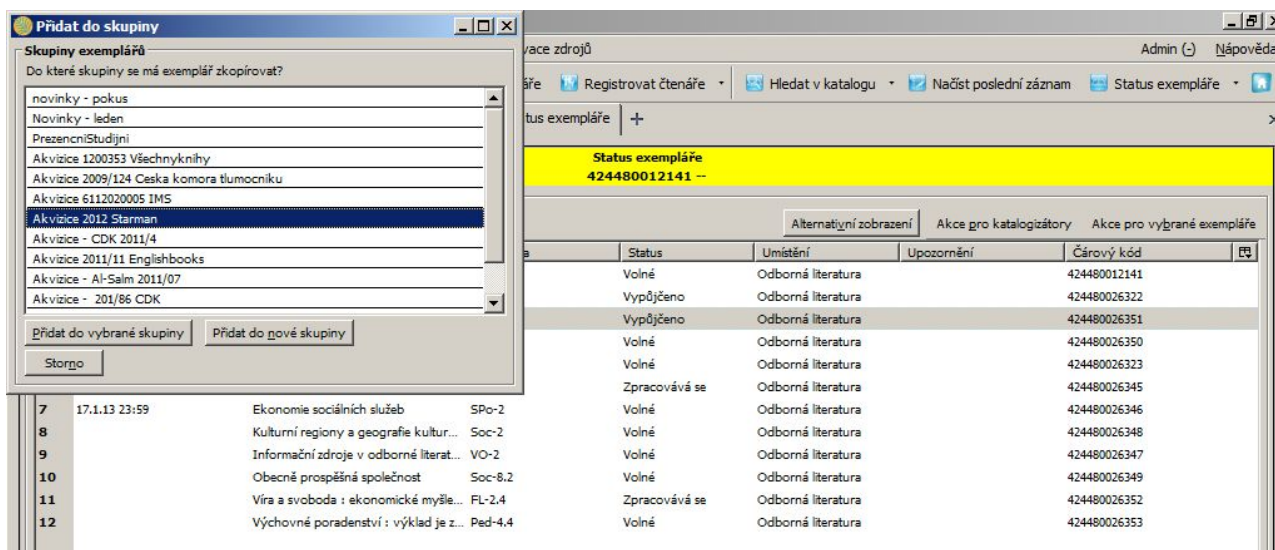 Přidat do skupiny
Skupiny exemplářů
Do které skupiny se má exemplář zkopírovat?
novinky - pokus
Novinky - leden
PrezencniStudijni
Akvizice 1200353 Všechnyknihy
Akvizice 2009/124 Ceska komora tlumocniku
Akvizice 6112020005 IMS
Akvizice 2012 Starman
Akvizice - CDK 2011/4
Akvizice 2011/11 Englishbooks
Akvizice - Al-Salm 2011/07
Akvizice - 201/86 CDK
Přidat do vybrané skupiny Přidat do nové skupiny
Storno
vace zdrojů Admin (-) Nápověda
áře Registrovat čtenáře Hledat v katalogu Načíst poslední záznam Status exempláře
tus exempláře +
Status exempláře
424480012141 --
Alternativní zobrazení Akce pro katalogizátory Akce pro vybrané exempláře
a Status Umístění Upozornění Čárový kód
Volné Odborná literatura 424480012141
Vypůjčeno Odborná literatura 424480026322
Vypůjčeno Odborná literatura 424480026351
Volné Odborná literatura 424480026350
Volné Odborná literatura 424480026323
Zpracovává se Odborná literatura 424480026345
7 17.1.13 23:59 Ekonomie sociálních služeb SPo-2 Volné Odborná literatura 424480026346
8 Kulturní regiony a geografie kultur... Soc-2 Volné Odborná literatura 424480026348
9 Informační zdroje v odborné literat... VO-2 Volné Odborná literatura 424480026347
10 Obecně prospěšná společnost Soc-8.2 Volné Odborná literatura 424480026349
11 Víra a svoboda : ekonomické myšle... FL-2.4 Zpracovává se Odborná literatura 424480026352
12 Výchovné poradenství : výklad je z... Ped-4.4 Volné Odborná literatura 424480026353